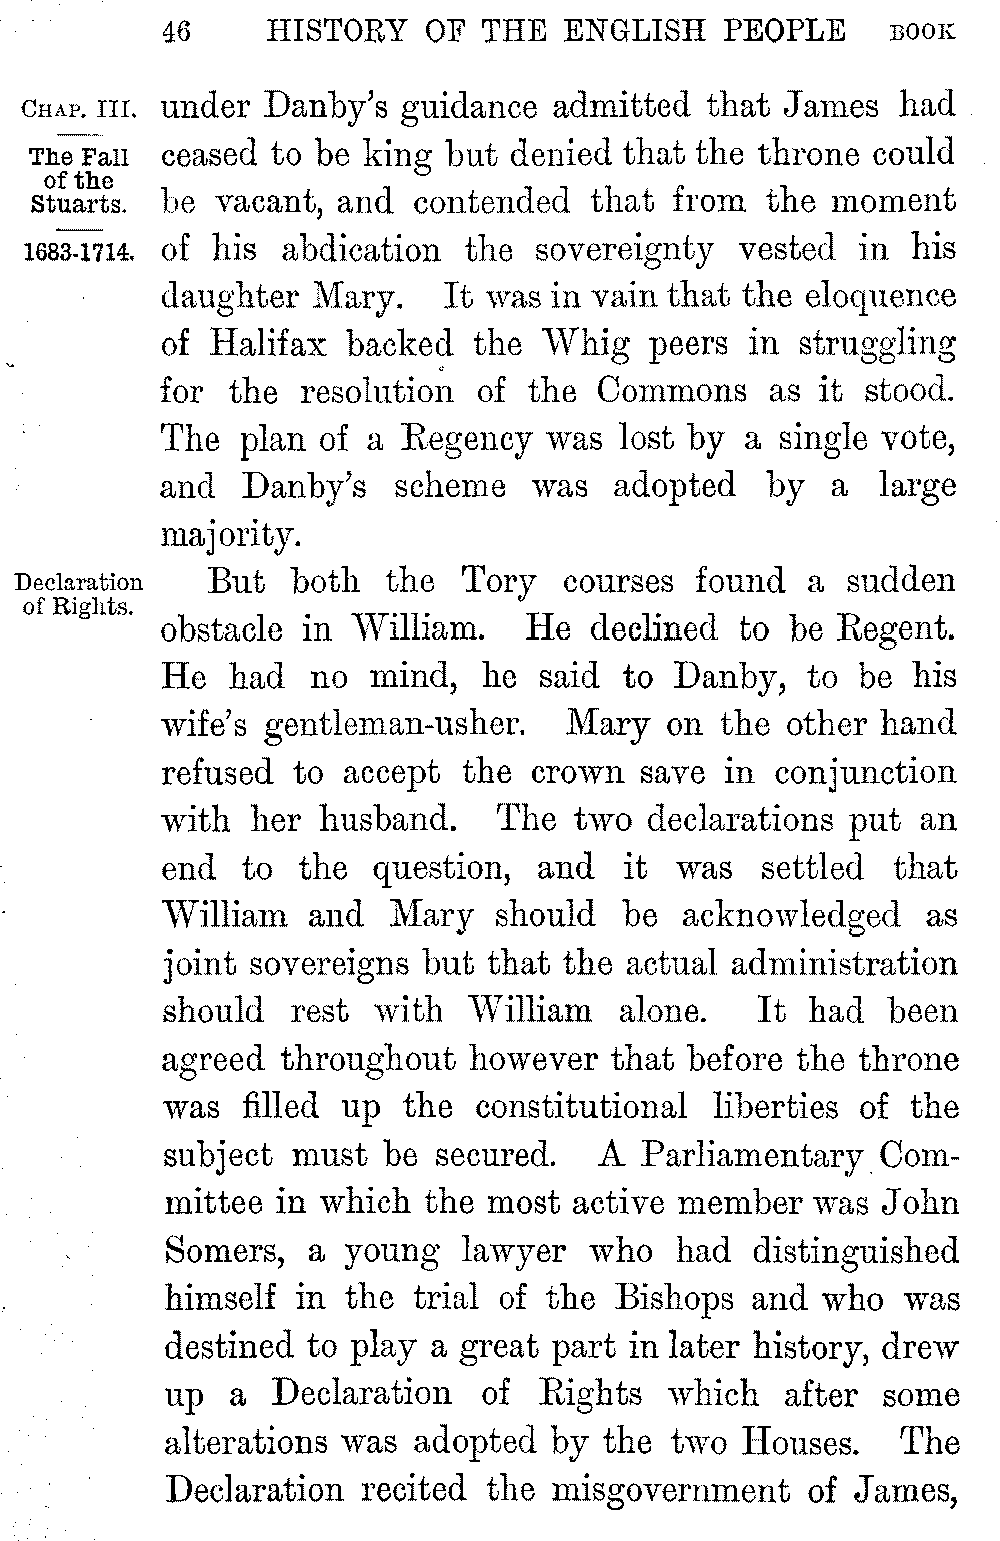 46 HISTORY OF THE ENGLISH PEOPLE BOOK
CHAP. III.
The Fall
of the
Stuarts.
1683-1714.
under Danby's guidance admitted that James had
ceased to be king but denied that the throne could
be vacant, and contended that from the moment
of his abdication the sovereignty vested in his
daughter Mary. It was in vain that the eloquence
of Halifax backed the Whig peers in struggling
for the resolution of the Commons as it stood.
The plan of a Regency was lost by a single vote,
and Danby's scheme was adopted by a large
majority.
Declaration
of Rights.
But both the Tory courses found a sudden
obstacle in William. He declined to be Regent.
He had no mind, he said to Danby, to be his
wife's gentleman-usher. Mary on the other hand
refused to accept the crown save in conjunction
with her husband. The two declarations put an
end to the question, and it was settled that
William and Mary should be acknowledged as
joint sovereigns but that the actual administration
should rest with William alone. It had been
agreed throughout however that before the throne
was filled up the constitutional liberties of the
subject must be secured. A Parliamentary Com-
mittee in which the most active member was John
Somers, a young lawyer who had distinguished
himself in the trial of the Bishops and who was
destined to play a great part in later history, drew
up a Declaration of Rights which after some
alterations was adopted by the two Houses. The
Declaration recited the misgovernment of James,